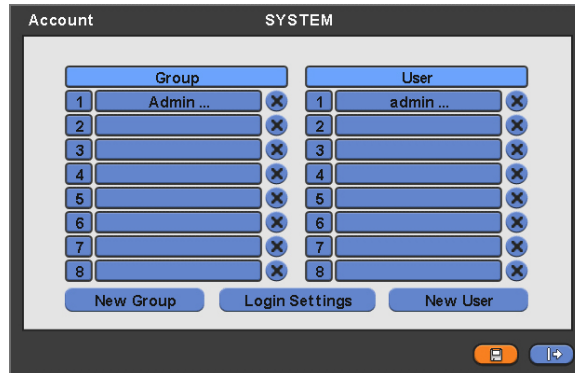 Account SYSTEM
Group User
1 Admin ... 1 admin ...
2 2
3 3
4 4
5 5
6 6
7 7
8 8
New Group Login Settings New User